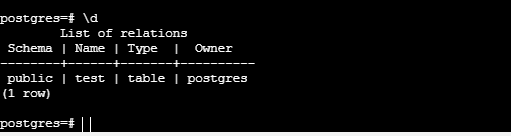 postgres=# \d
        List of relations
 Schema | Name | Type  |  Owner
--------+------+-------+----------
 public | test | table | postgres
(1 row)
postgres=#